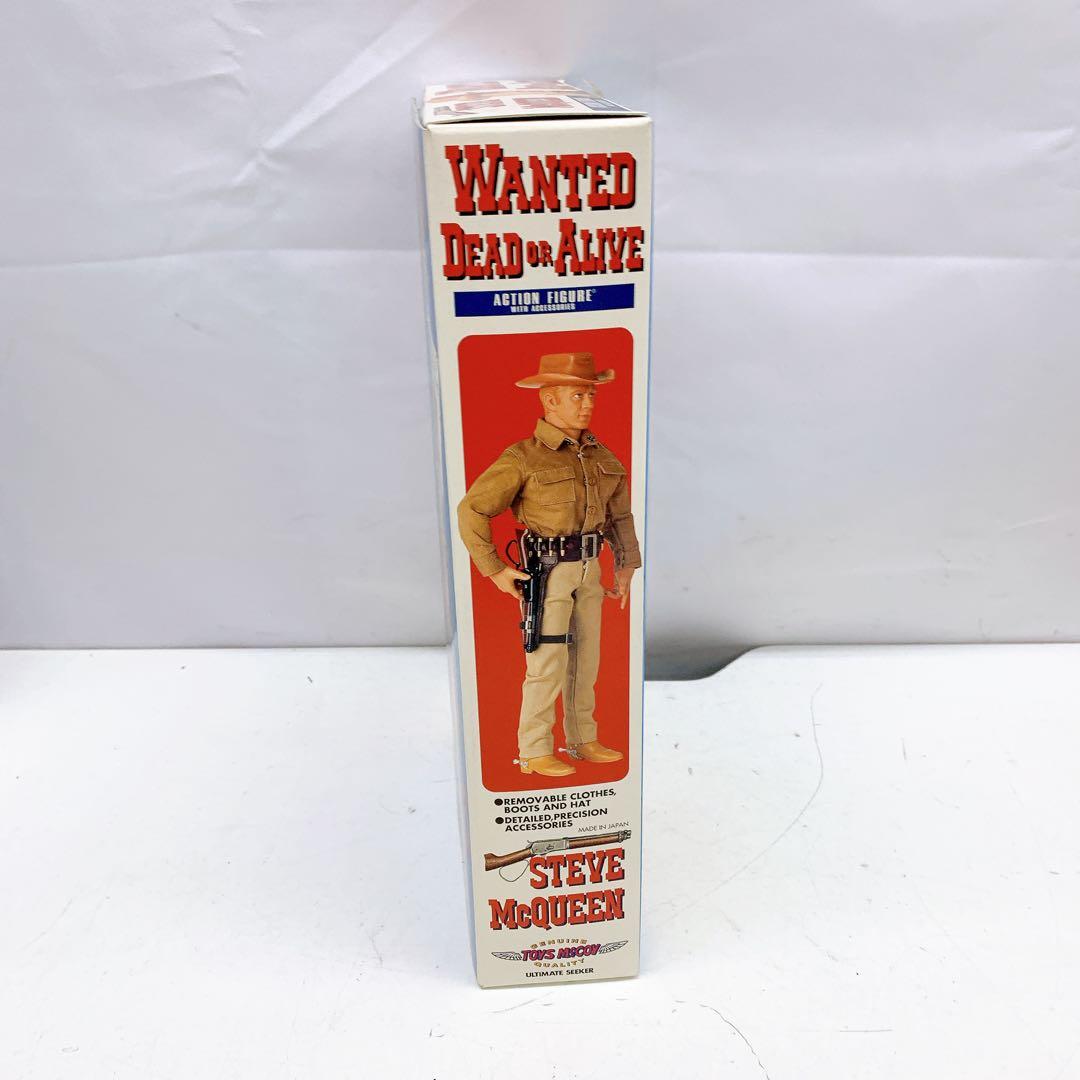 WANTED
DEAD OR ALIVE
ACTION FIGURE®
WITH ACCESSORIES
●REMOVABLE CLOTHES,
BOOTS AND HAT
●DETAILED,PRECISION
ACCESSORIES
MADE IN JAPAN
STEVE
McQUEEN
GENUINE
TOYS McCOY
QUALITY
ULTIMATE SEEKER